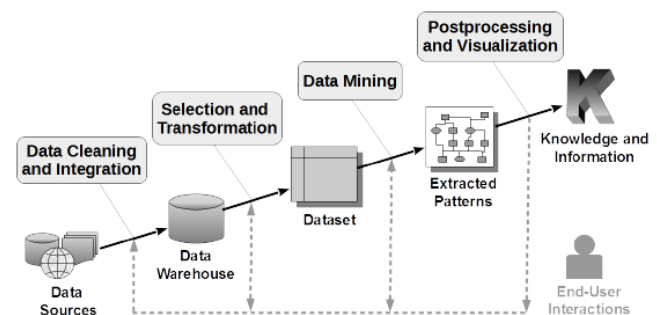 Postprocessing
and Visualization
Data Mining
Selection and
Transformation
Data Cleaning
and Integration
Knowledge and
Information
Extracted
Patterns
Dataset
Data
Warehouse
Data
Sources
End-User
Interactions